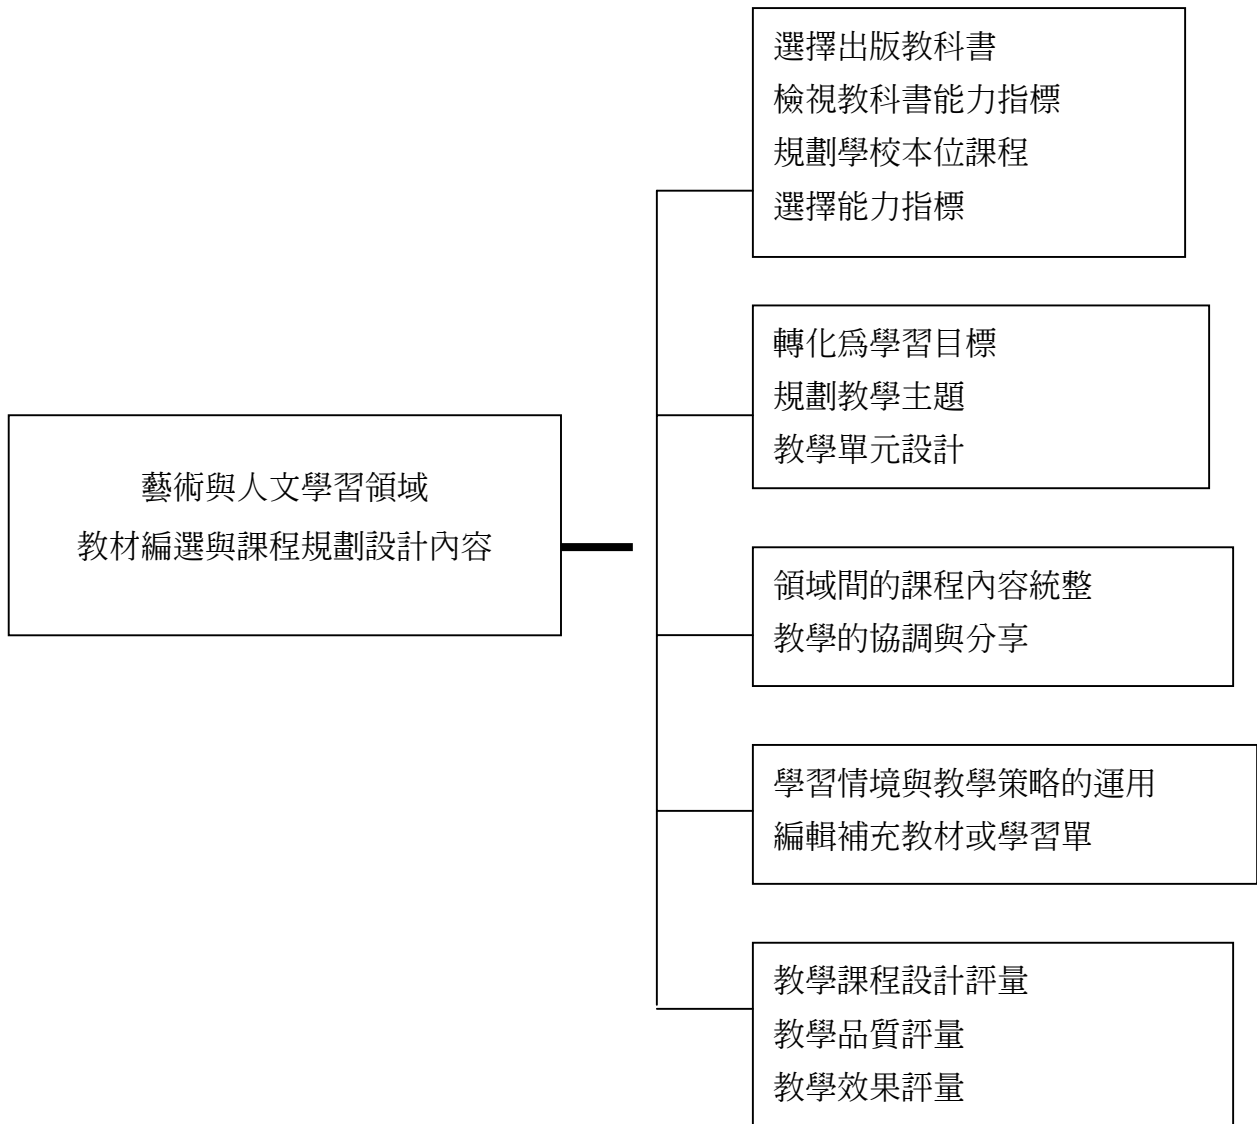 選擇出版教科書
檢視教科書能力指標
規劃學校本位課程
選擇能力指標
轉化爲學習目標
規劃教學主題
教學單元設計
藝術與人文學習領域
教材編選與課程規劃設計內容
領域間的課程內容統整
教學的協調與分享
學習情境與教學策略的運用
編輯補充教材或學習單
教學課程設計評量
教學品質評量
教學效果評量